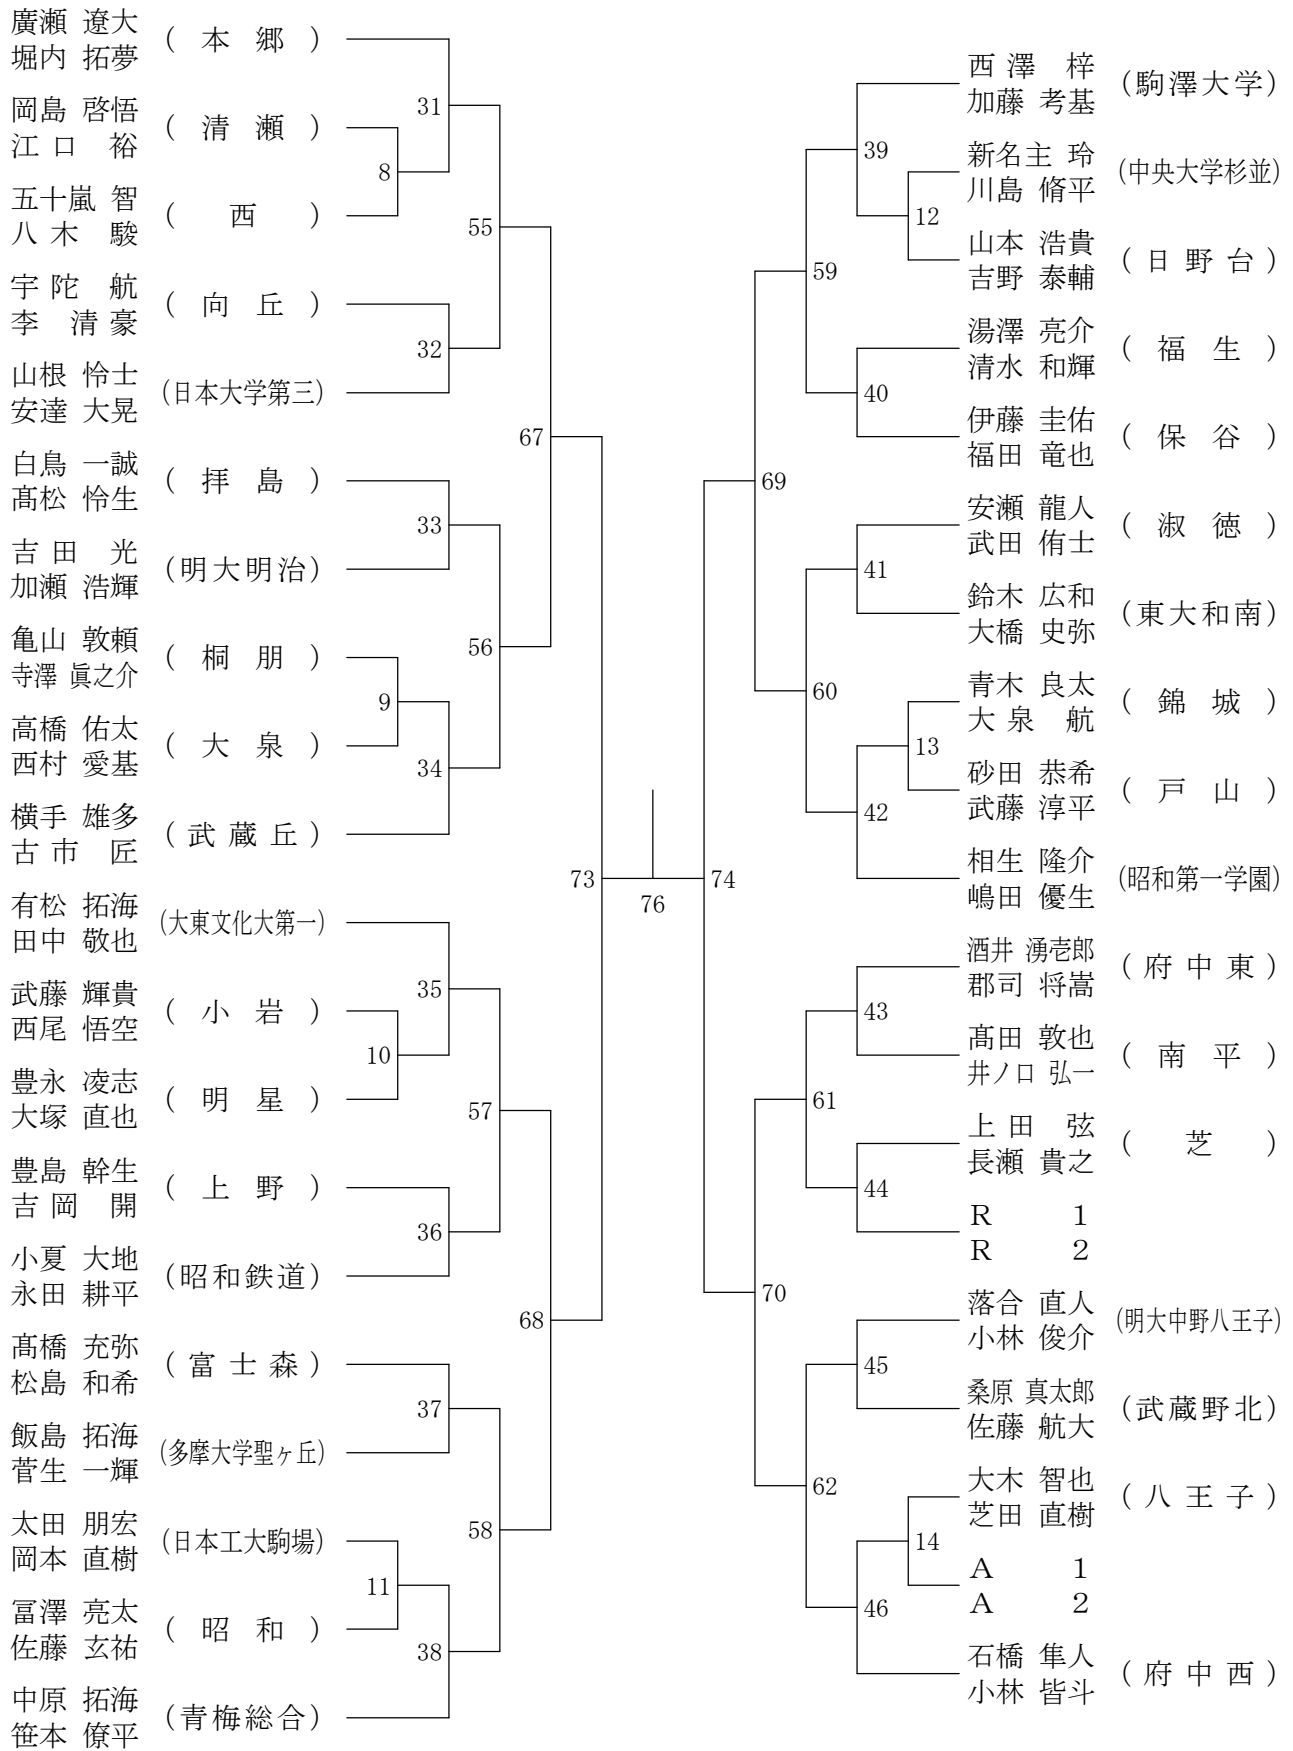 廣瀬 遼大
堀内 拓夢
( 本 郷 )
岡島 啓悟
江口 裕
( 清 瀬 )
五十嵐 智
八木 駿
( 西 )
宇陀 航
李 清豪
( 向 丘 )
山根 怜士
安達 大晃
(日本大学第三)
白鳥 一誠
髙松 怜生
( 拝 島 )
吉田 光
加瀬 浩輝
(明大明治)
亀山 敦頼
寺澤 眞之介
( 桐 朋 )
高橋 佑太
西村 愛基
( 大 泉 )
横手 雄多
古市 匠
( 武 蔵 丘 )
有松 拓海
田中 敬也
(大東文化大第一)
武藤 輝貴
西尾 悟空
( 小 岩 )
豊永 凌志
大塚 直也
( 明 星 )
豊島 幹生
吉岡 開
( 上 野 )
小夏 大地
永田 耕平
(昭和鉄道)
髙橋 充弥
松島 和希
( 富 士 森 )
飯島 拓海
菅生 一輝
(多摩大学聖ヶ丘)
太田 朋宏
岡本 直樹
(日本工大駒場)
冨澤 亮太
佐藤 玄祐
( 昭 和 )
中原 拓海
笹本 僚平
(青梅総合)
31
8
55
32
67
33
56
9
34
73
35
10
57
36
68
37
58
11
38
76
74
39
12
59
40
69
41
60
13
42
43
61
44
70
45
62
14
46
西澤 梓
加藤 考基
(駒澤大学)
新名主 玲
川島 脩平
(中央大学杉並)
山本 浩貴
吉野 泰輔
( 日 野 台 )
湯澤 亮介
清水 和輝
( 福 生 )
伊藤 圭佑
福田 竜也
( 保 谷 )
安瀬 龍人
武田 侑士
( 淑 徳 )
鈴木 広和
大橋 史弥
(東大和南)
青木 良太
大泉 航
( 錦 城 )
砂田 恭希
武藤 淳平
( 戸 山 )
相生 隆介
嶋田 優生
(昭和第一学園)
酒井 湧壱郎
郡司 将嵩
( 府 中 東 )
髙田 敦也
井ノ口 弘一
( 南 平 )
上田 弦
長瀬 貴之
( 芝 )
R 1
R 2
落合 直人
小林 俊介
(明大中野八王子)
桑原 真太郎
佐藤 航大
(武蔵野北)
大木 智也
芝田 直樹
( 八 王 子 )
A 1
A 2
石橋 隼人
小林 皆斗
( 府 中 西 )